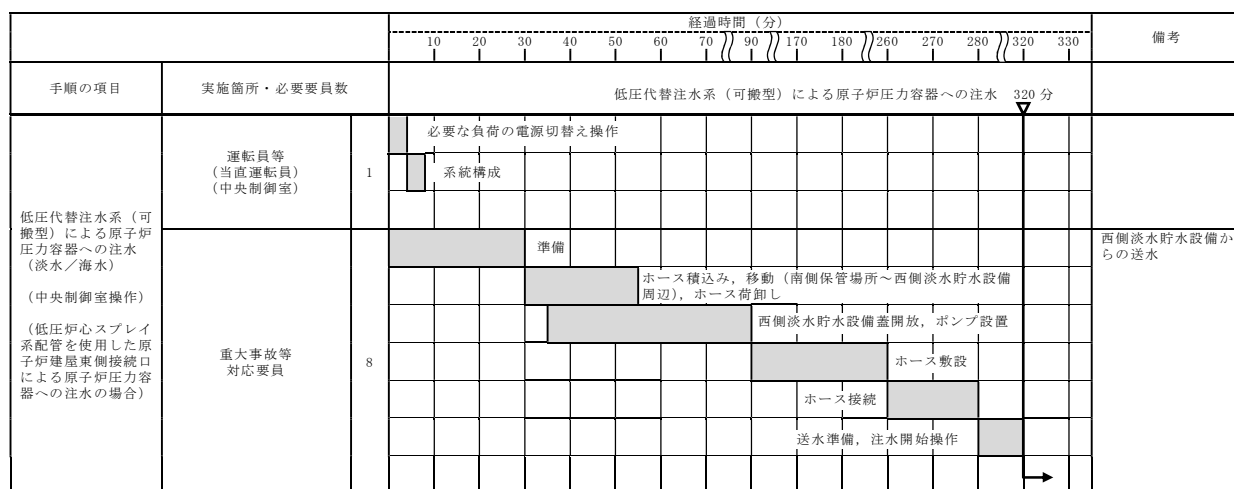 経過時間（分）
備考
10 20 30 40 50 60 70 90 170 180 260 270 280 320 330
手順の項目
実施箇所・必要要員数
低圧代替注水系（可搬型）による原子炉圧力容器への注水 320 分
低圧代替注水系（可
搬型）による原子炉
圧力容器への注水
（淡水／海水）
（中央制御室操作）
（低圧炉心スプレイ
系配管を使用した原
子炉建屋東側接続口
による原子炉圧力容
器への注水の場合）
運転員等
（当直運転員）
（中央制御室）
1
必要な負荷の電源切替え操作
系統構成
重大事故等
対応要員
8
準備
ホース積込み，移動（南側保管場所～西側淡水貯水設備
周辺），ホース荷卸し
西側淡水貯水設備蓋開放，ポンプ設置
ホース敷設
ホース接続
送水準備，注水開始操作
西側淡水貯水設備か
らの送水